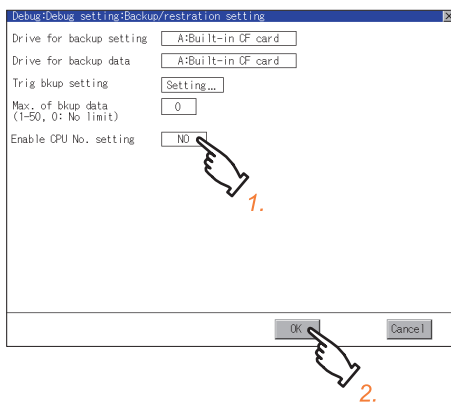 Debug:Debug setting:Backup/restration setting
Drive for backup setting A:Built-in CF card
Drive for backup data A:Built-in CF card
Trig bkup setting Setting...
Max. of bkup data 0
(1-50, 0: No limit)
Enable CPU No. setting NO
1.
OK Cancel
2.